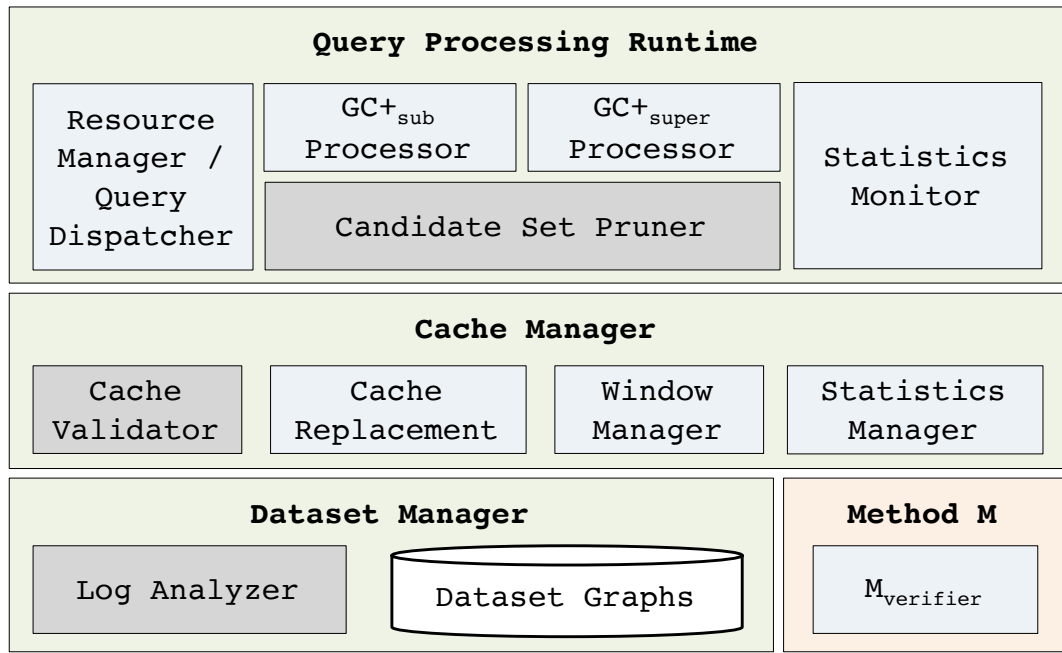 Query Processing Runtime
Resource
Manager /
Query
Dispatcher
GC+sub
Processor
GC+super
Processor
Candidate Set Pruner
Statistics
Monitor
Cache Manager
Cache
Validator
Cache
Replacement
Window
Manager
Statistics
Manager
Dataset Manager
Log Analyzer
Dataset Graphs
Method M
Mverifier